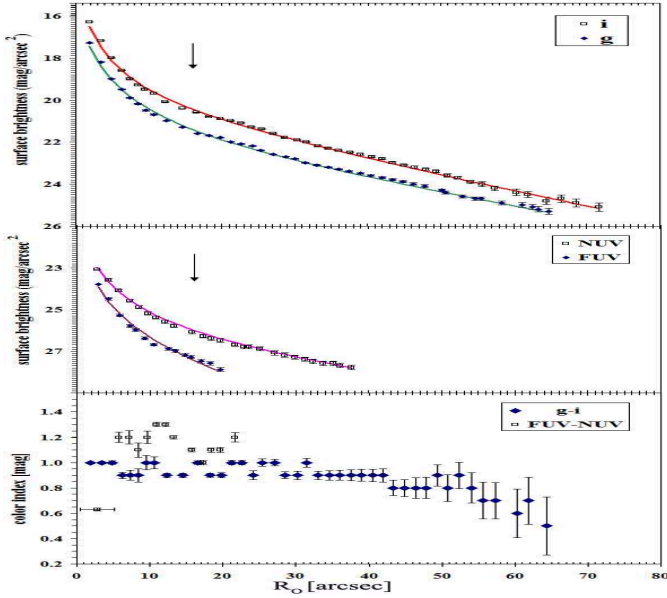 surface brightness (mag/arcsec²)
16
18
20
22
24
26
i
g
surface brightness (mag/arcsec²)
23
25
27
NUV
FUV
color index [mag]
1.4
1.2
1.0
0.8
0.6
0.4
0.2
g-i
FUV-NUV
0 10 20 30 40 50 60 70 80
R₀ [arcsec]